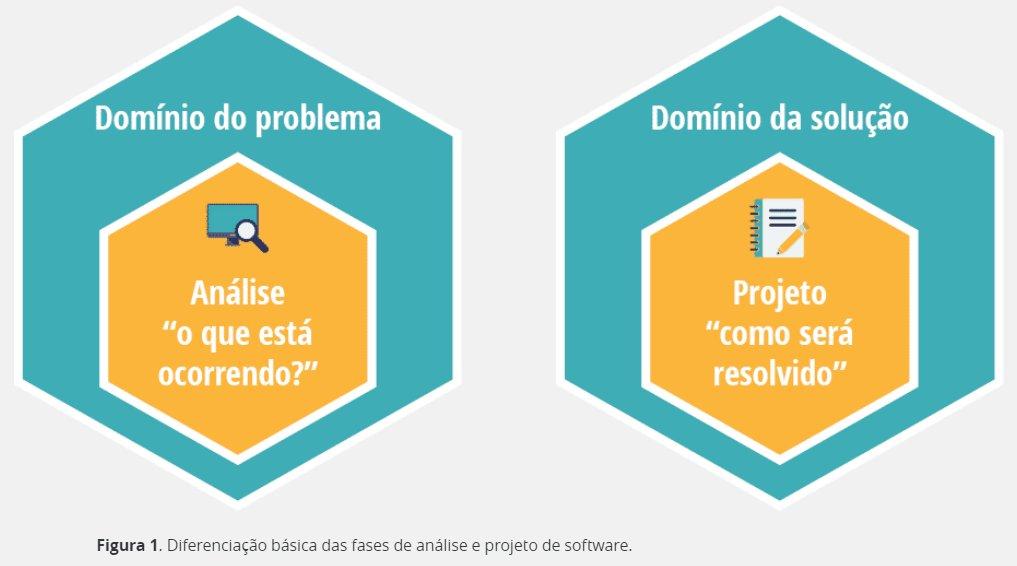 Domínio do problema
Análise
“o que está
ocorrendo?”
Domínio da solução
Projeto
“como será
resolvido”
Figura 1. Diferenciação básica das fases de análise e projeto de software.